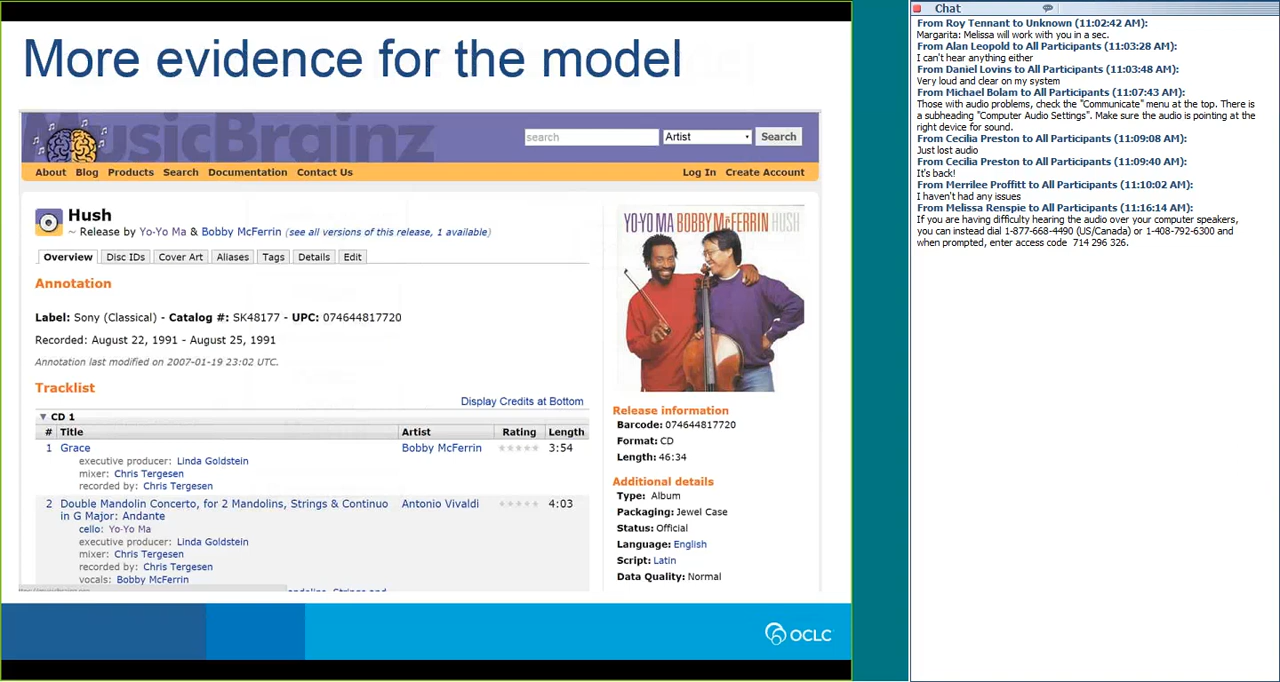 More evidence for the model
MusicBrainz
search
Artist
Search
About Blog Products Search Documentation Contact Us
Log In Create Account
Hush
~ Release by Yo-Yo Ma & Bobby McFerrin (see all versions of this release, 1 available)
Overview Disc IDs Cover Art Aliases Tags Details Edit
Annotation
Label: Sony (Classical) - Catalog #: SK48177 - UPC: 074644817720
Recorded: August 22, 1991 - August 25, 1991
Annotation last modified on 2007-01-19 23:02 UTC.
Tracklist
Display Credits at Bottom
▼ CD 1
# Title Artist Rating Length
1 Grace Bobby McFerrin ★★★★★ 3:54
executive producer: Linda Goldstein
mixer: Chris Tergesen
recorded by: Chris Tergesen
2 Double Mandolin Concerto, for 2 Mandolins, Strings & Continuo Antonio Vivaldi ★★★★★ 4:03
in G Major: Andante
cello: Yo-Yo Ma
executive producer: Linda Goldstein
mixer: Chris Tergesen
recorded by: Chris Tergesen
vocals: Bobby McFerrin
YO-YO MA BOBBY McFERRIN HUSH
Release information
Barcode: 074644817720
Format: CD
Length: 46:34
Additional details
Type: Album
Packaging: Jewel Case
Status: Official
Language: English
Script: Latin
Data Quality: Normal
OCLC
Chat
From Roy Tennant to Unknown (11:02:42 AM):
Margarita: Melissa will work with you in a sec.
From Alan Leopold to All Participants (11:03:28 AM):
I can't hear anything either
From Daniel Lovins to All Participants (11:03:48 AM):
Very loud and clear on my system
From Michael Bolam to All Participants (11:07:43 AM):
Those with audio problems, check the "Communicate" menu at the top. There is
a subheading "Computer Audio Settings". Make sure the audio is pointing at the
right device for sound.
From Cecilia Preston to All Participants (11:09:08 AM):
Just lost audio
From Cecilia Preston to All Participants (11:09:40 AM):
It's back!
From Merrilee Proffitt to All Participants (11:10:02 AM):
I haven't had any issues
From Melissa Renspie to All Participants (11:16:14 AM):
If you are having difficulty hearing the audio over your computer speakers,
you can instead dial 1-877-668-4490 (US/Canada) or 1-408-792-6300 and
when prompted, enter access code 714 296 326.